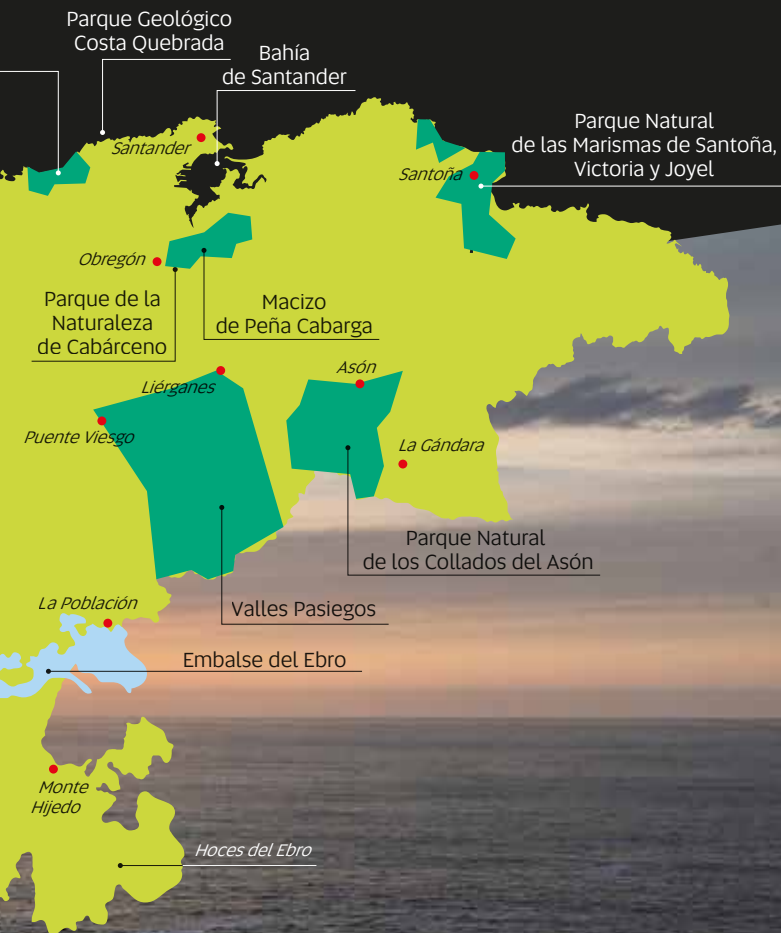 Parque Geológico
Costa Quebrada
Bahía
de Santander
Parque Natural
de las Marismas de Santoña,
Victoria y Joyel
Santander
Santoña
Obregón
Parque de la
Naturaleza
de Cabárceno
Macizo
de Peña Cabarga
Liérganes
Asón
Puente Viesgo
La Gándara
Parque Natural
de los Collados del Asón
La Población
Valles Pasiegos
Embalse del Ebro
Monte
Hijedo
Hoces del Ebro